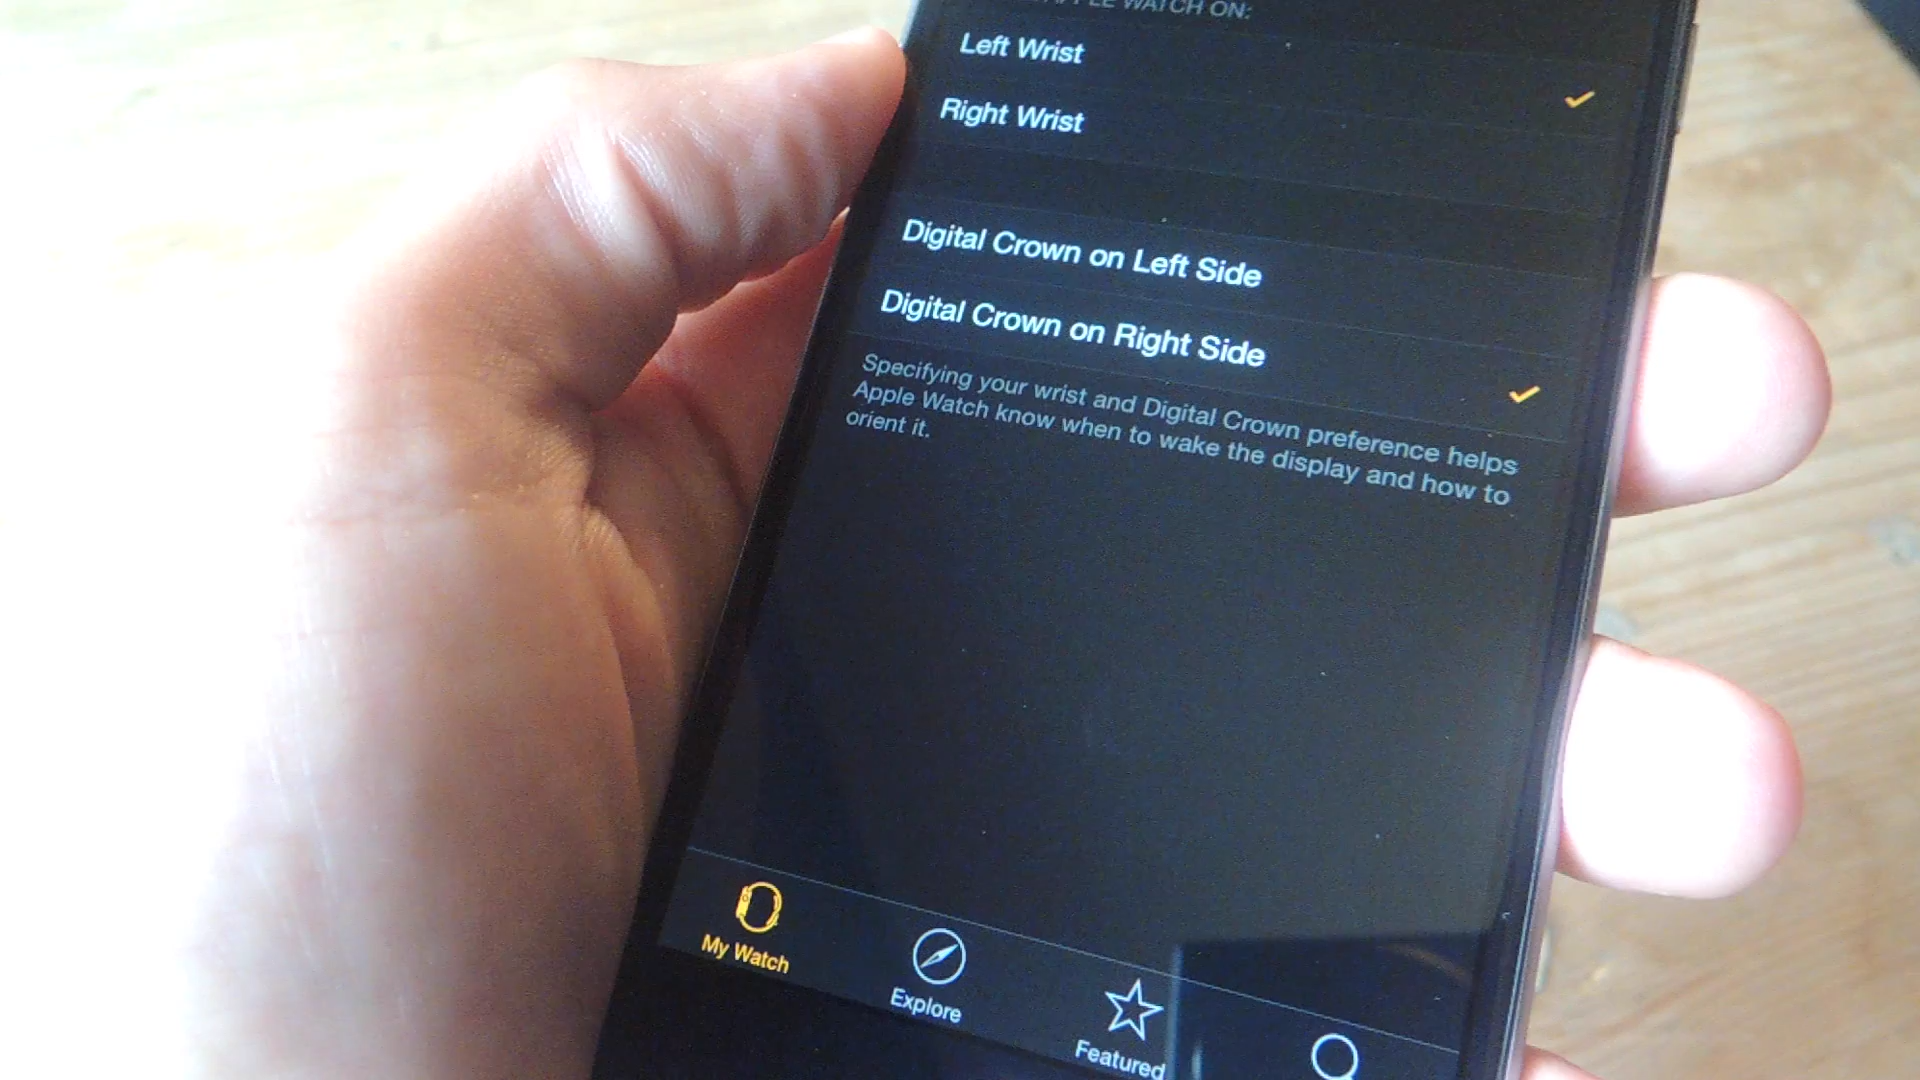 WATCH ON:
Left Wrist
Right Wrist
Digital Crown on Left Side
Digital Crown on Right Side
Specifying your wrist and Digital Crown preference helps
Apple Watch know when to wake the display and how to
orient it.
My Watch
Explore
Featured